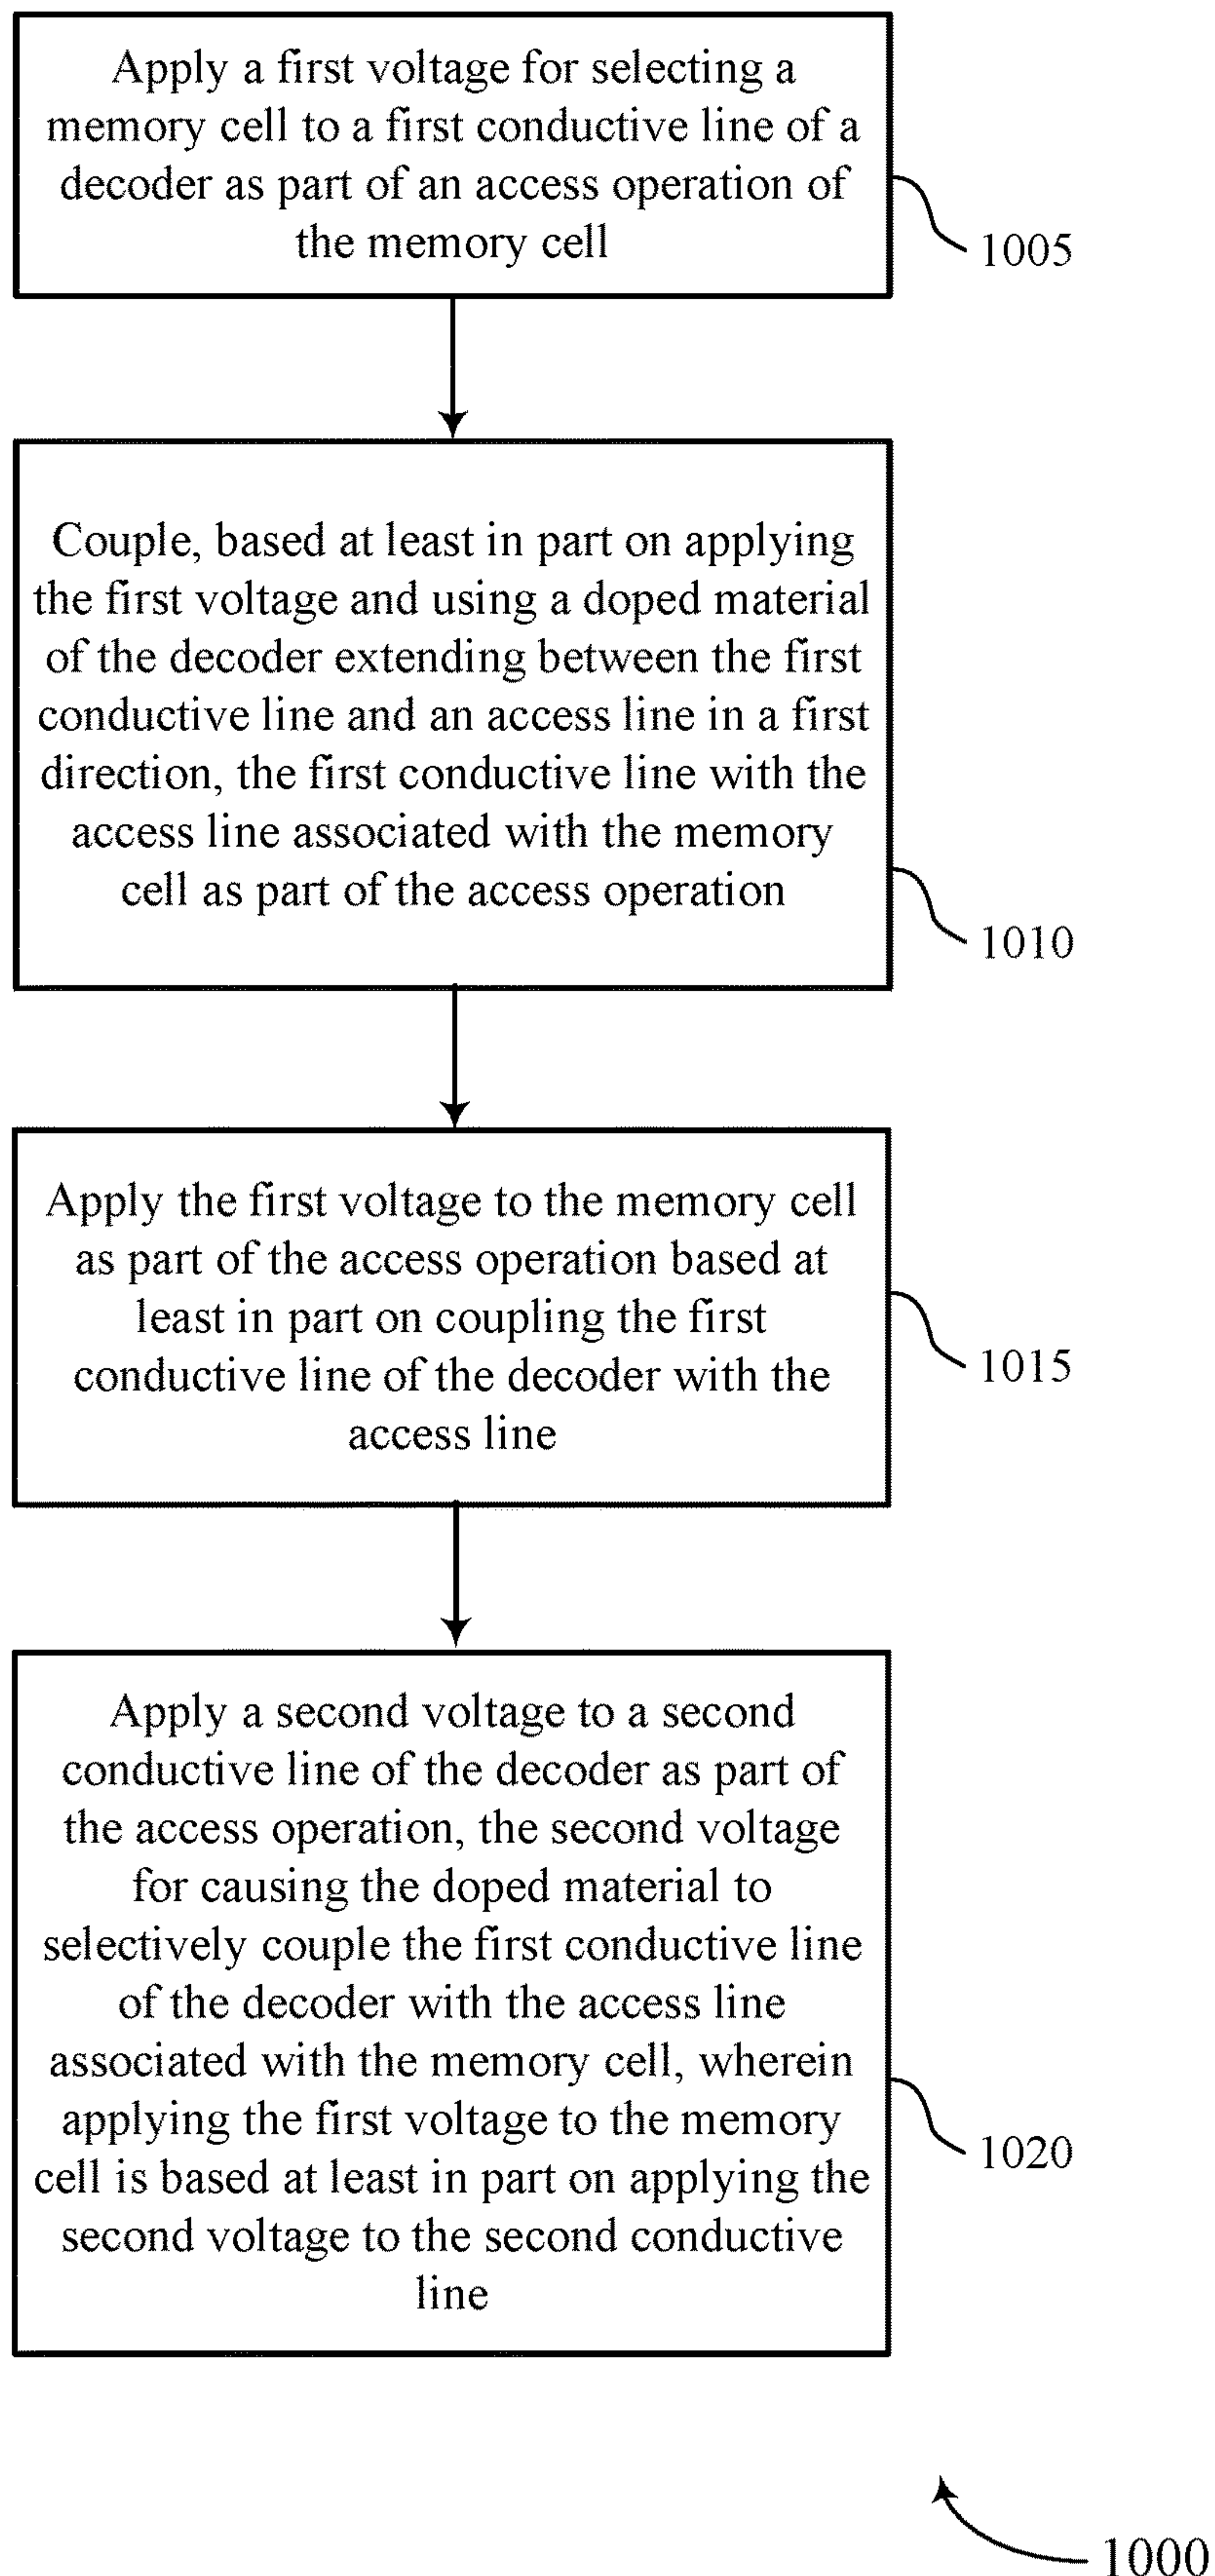 Apply a first voltage for selecting a
memory cell to a first conductive line of a
decoder as part of an access operation of
the memory cell
1005
Couple, based at least in part on applying
the first voltage and using a doped material
of the decoder extending between the first
conductive line and an access line in a first
direction, the first conductive line with the
access line associated with the memory
cell as part of the access operation
1010
Apply the first voltage to the memory cell
as part of the access operation based at
least in part on coupling the first
conductive line of the decoder with the
access line
1015
Apply a second voltage to a second
conductive line of the decoder as part of
the access operation, the second voltage
for causing the doped material to
selectively couple the first conductive line
of the decoder with the access line
associated with the memory cell, wherein
applying the first voltage to the memory
cell is based at least in part on applying the
second voltage to the second conductive
line
1020
1000